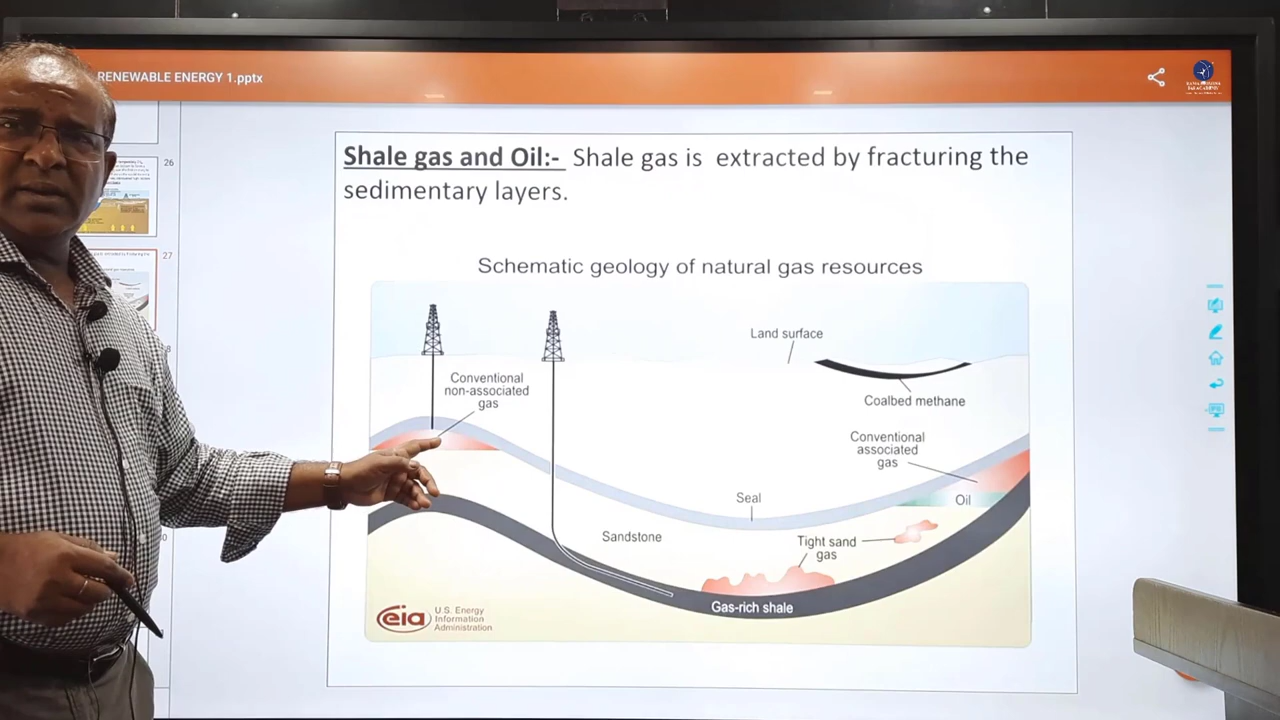 RENEWABLE ENERGY 1.pptx
26
27
Shale gas and Oil:- Shale gas is extracted by fracturing the
sedimentary layers.
Schematic geology of natural gas resources
Land surface
Conventional
non-associated
gas
Coalbed methane
Conventional
associated
gas
Seal
Oil
Sandstone
Tight sand
gas
Gas-rich shale
eia
U.S. Energy
Information
Administration